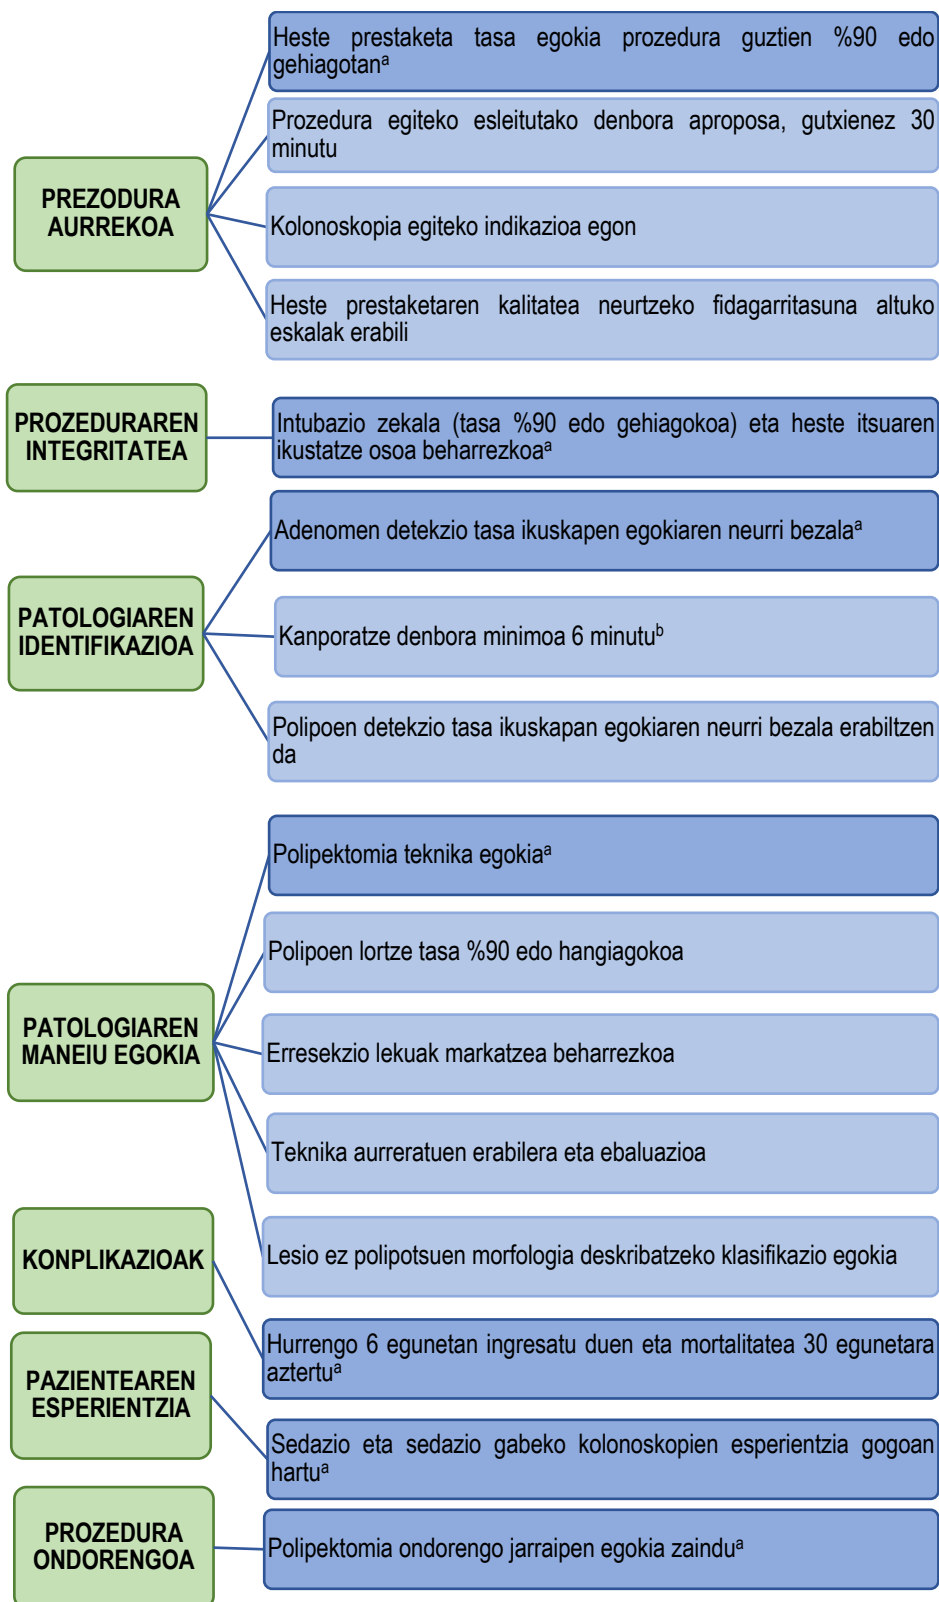 PREZODURA
AURREKOA
Heste prestaketa tasa egokia prozedura guztien %90 edo
gehiagotanᵃ
Prozedura egiteko esleitutako denbora aproposa, gutxienez 30
minutu
Kolonoskopia egiteko indikazioa egon
Heste prestaketaren kalitatea neurtzeko fidagarritasuna altuko
eskalak erabili
PROZEDURAREN
INTEGRITATEA
Intubazio zekala (tasa %90 edo gehiagokoa) eta heste itsuaren
ikustatze osoa beharrezkoaᵃ
PATOLOGIAREN
IDENTIFIKAZIOA
Adenomen detekzio tasa ikuskapen egokiaren neurri bezalaᵃ
Kanporatze denbora minimoa 6 minutuᵇ
Polipoen detekzio tasa ikuskapan egokiaren neurri bezala erabiltzen
da
PATOLOGIAREN
MANEIU EGOKIA
Polipektomia teknika egokiaᵃ
Polipoen lortze tasa %90 edo hangiagokoa
Erresekzio lekuak markatzea beharrezkoa
Teknika aurreratuen erabilera eta ebaluazioa
Lesio ez polipotsuen morfologia deskribatzeko klasifikazio egokia
KONPLIKAZIOAK
Hurrengo 6 egunetan ingresatu duen eta mortalitatea 30 egunetara
aztertuᵃ
PAZIENTEAREN
ESPERIENTZIA
Sedazio eta sedazio gabeko kolonoskopien esperientzia gogoan
hartuᵃ
PROZEDURA
ONDORENGOA
Polipektomia ondorengo jarraipen egokia zainduᵃ